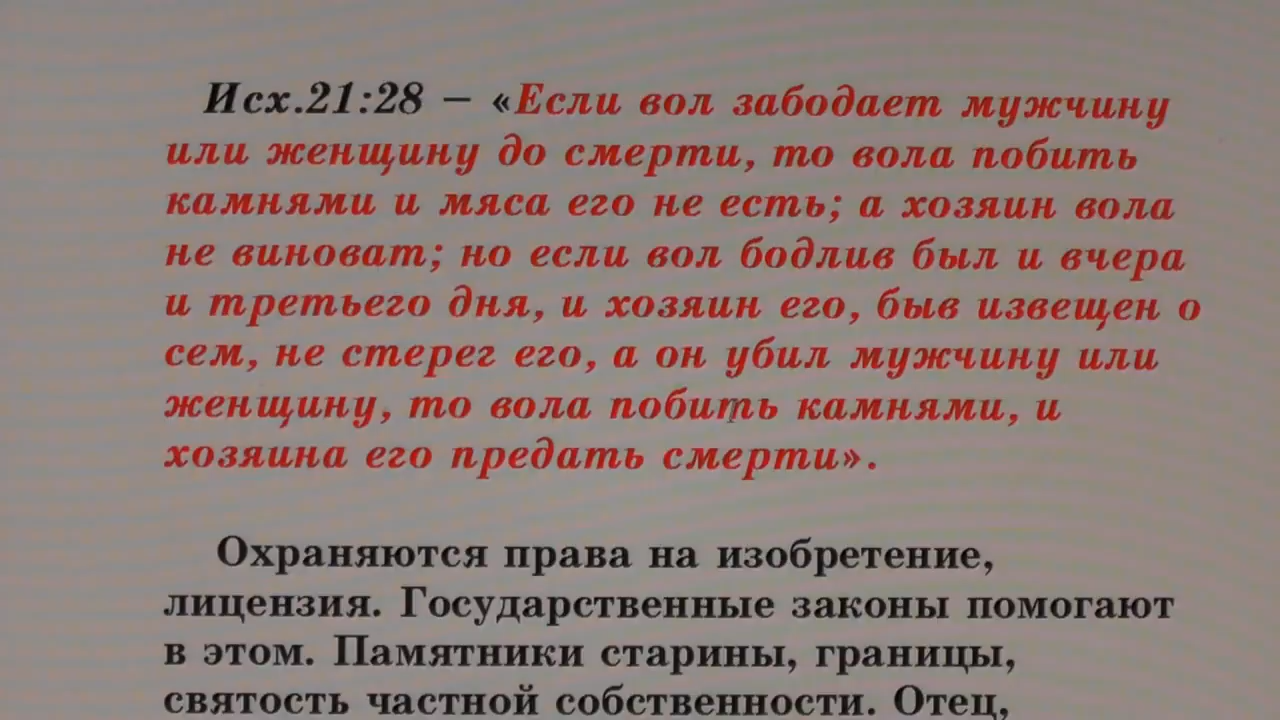 Исх.21:28 – «Если вол забодает мужчину
или женщину до смерти, то вола побить
камнями и мяса его не есть; а хозяин вола
не виноват; но если вол бодлив был и вчера
и третьего дня, и хозяин его, быв извещен о
сем, не стерег его, а он убил мужчину или
женщину, то вола побить камнями, и
хозяина его предать смерти».
Охраняются права на изобретение,
лицензия. Государственные законы помогают
в этом. Памятники старины, границы,
святость частной собственности. Отец,